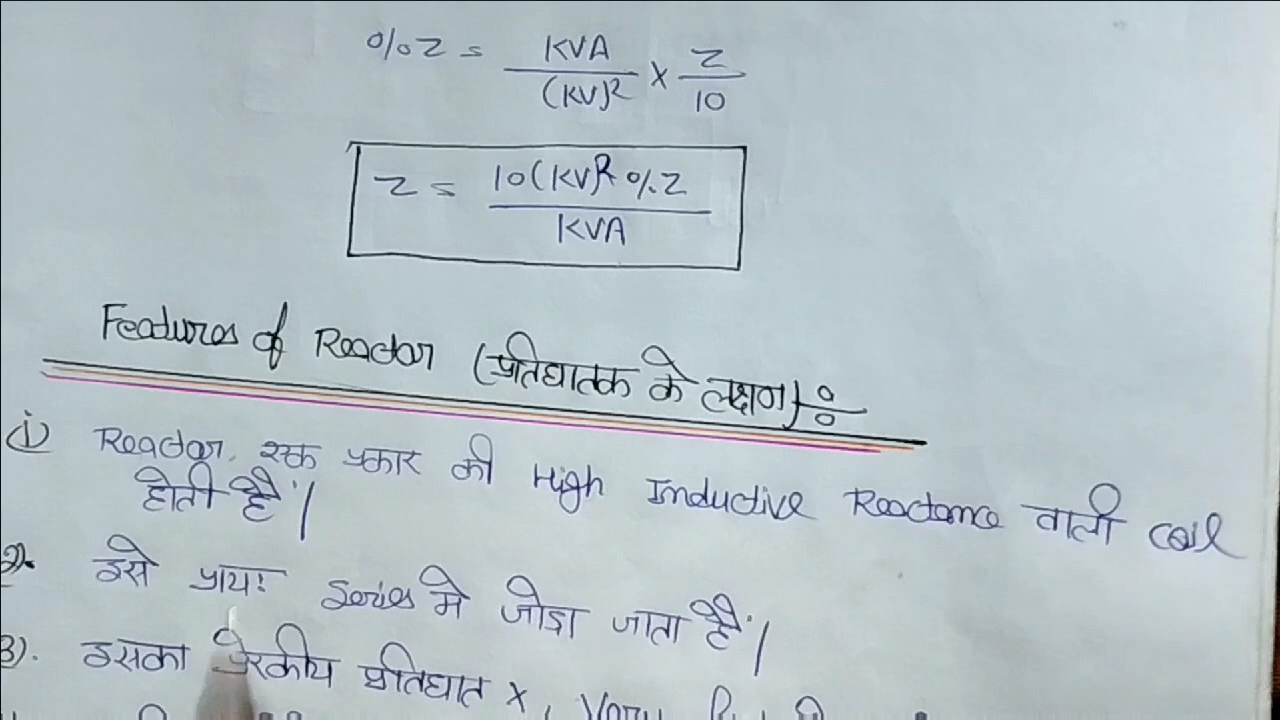 %Z = KVA/(KV)² × Z/10
Z = 10(KV)² %Z/KVA
Features of Reactor (प्रतिघातक के लक्षण) ÷
(i) Reactor, एक प्रकार की High Inductive Reactance वाली coil
होती हैं।
2). इसे प्रायः Series मे जोडा जाता हैं।
3). इसका प्रेरकीय प्रतिघात X, Very